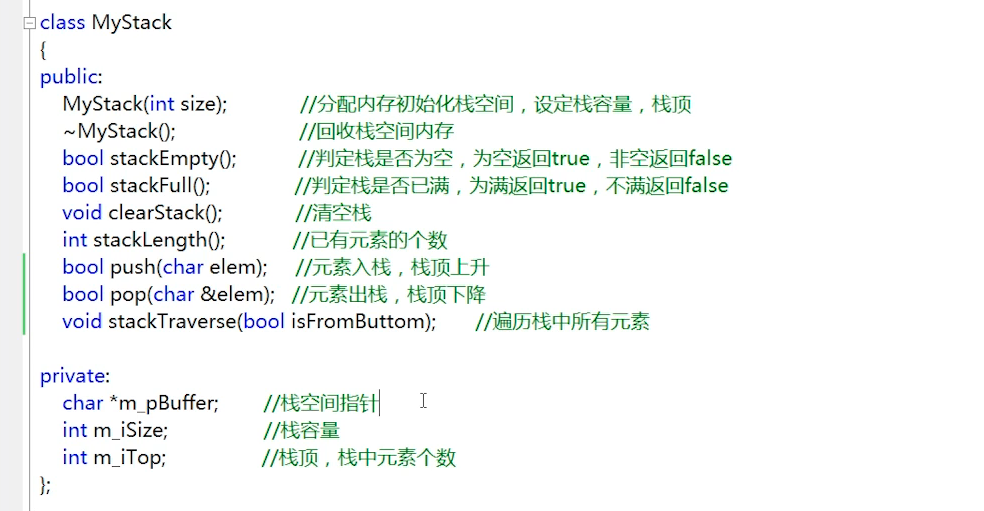 class MyStack
{
public:
MyStack(int size); //分配内存初始化栈空间，设定栈容量，栈顶
~MyStack(); //回收栈空间内存
bool stackEmpty(); //判定栈是否为空，为空返回true，非空返回false
bool stackFull(); //判定栈是否已满，为满返回true，不满返回false
void clearStack(); //清空栈
int stackLength(); //已有元素的个数
bool push(char elem); //元素入栈，栈顶上升
bool pop(char &elem); //元素出栈，栈顶下降
void stackTraverse(bool isFromButtom); //遍历栈中所有元素
private:
char *m_pBuffer; //栈空间指针
int m_iSize; //栈容量
int m_iTop; //栈顶，栈中元素个数
};